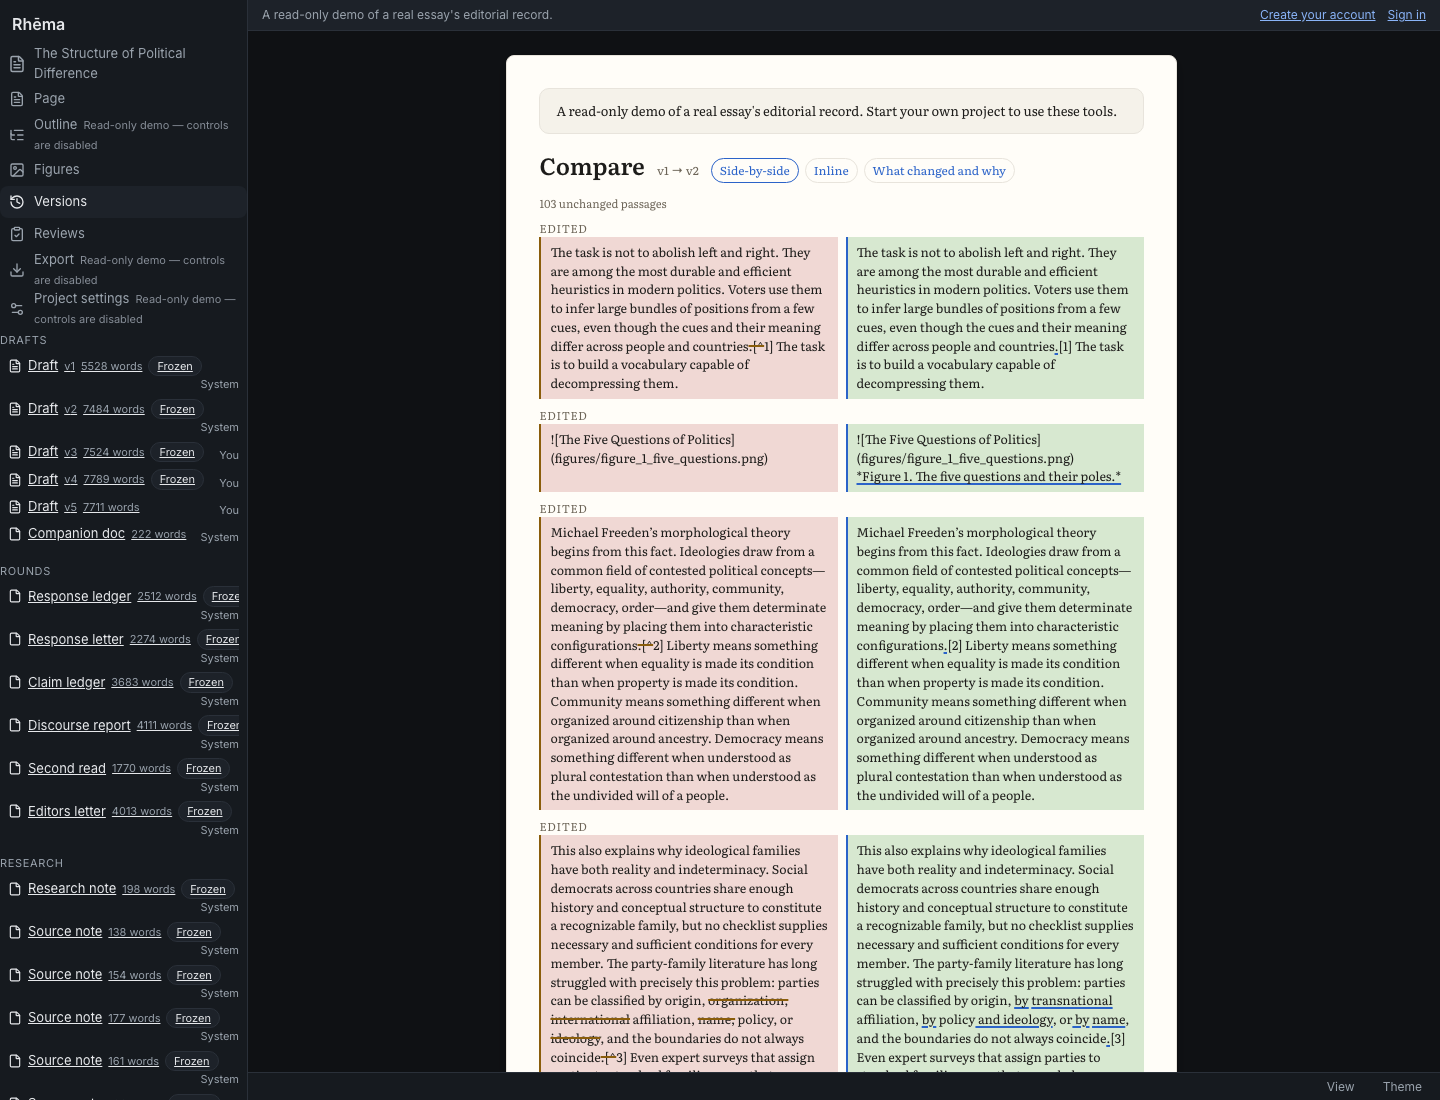 Rhēma
The Structure of Political
Difference
Page
Outline Read-only demo — controls
are disabled
Figures
Versions
Reviews
Export Read-only demo — controls
are disabled
Project settings Read-only demo —
controls are disabled
DRAFTS
Draft v1 5528 words Frozen
System
Draft v2 7484 words Frozen
System
Draft v3 7524 words Frozen You
Draft v4 7789 words Frozen You
Draft v5 7711 words You
Companion doc 222 words System
ROUNDS
Response ledger 2512 words Froze
System
Response letter 2274 words Frozen
System
Claim ledger 3683 words Frozen
System
Discourse report 4111 words Frozen
System
Second read 1770 words Frozen
System
Editors letter 4013 words Frozen
System
RESEARCH
Research note 198 words Frozen
System
Source note 138 words Frozen
System
Source note 154 words Frozen
System
Source note 177 words Frozen
System
Source note 161 words Frozen
System
A read-only demo of a real essay's editorial record.
Create your account Sign in
A read-only demo of a real essay's editorial record. Start your own project to use these tools.
Compare v1 → v2 Side-by-side Inline What changed and why
103 unchanged passages
EDITED
The task is not to abolish left and right. They
are among the most durable and efficient
heuristics in modern politics. Voters use them
to infer large bundles of positions from a few
cues, even though the cues and their meaning
differ across people and countries.[^1] The task
is to build a vocabulary capable of
decompressing them.
The task is not to abolish left and right. They
are among the most durable and efficient
heuristics in modern politics. Voters use them
to infer large bundles of positions from a few
cues, even though the cues and their meaning
differ across people and countries.[1] The task
is to build a vocabulary capable of
decompressing them.
EDITED
![The Five Questions of Politics]
(figures/figure_1_five_questions.png)
![The Five Questions of Politics]
(figures/figure_1_five_questions.png)
*Figure 1. The five questions and their poles.*
EDITED
Michael Freeden’s morphological theory
begins from this fact. Ideologies draw from a
common field of contested political concepts—
liberty, equality, authority, community,
democracy, order—and give them determinate
meaning by placing them into characteristic
configurations.[^2] Liberty means something
different when equality is made its condition
than when property is made its condition.
Community means something different when
organized around citizenship than when
organized around ancestry. Democracy means
something different when understood as
plural contestation than when understood as
the undivided will of a people.
Michael Freeden’s morphological theory
begins from this fact. Ideologies draw from a
common field of contested political concepts—
liberty, equality, authority, community,
democracy, order—and give them determinate
meaning by placing them into characteristic
configurations.[2] Liberty means something
different when equality is made its condition
than when property is made its condition.
Community means something different when
organized around citizenship than when
organized around ancestry. Democracy means
something different when understood as
plural contestation than when understood as
the undivided will of a people.
EDITED
This also explains why ideological families
have both reality and indeterminacy. Social
democrats across countries share enough
history and conceptual structure to constitute
a recognizable family, but no checklist supplies
necessary and sufficient conditions for every
member. The party-family literature has long
struggled with precisely this problem: parties
can be classified by origin, organization,
international affiliation, name, policy, or
ideology, and the boundaries do not always
coincide.[^3] Even expert surveys that assign
This also explains why ideological families
have both reality and indeterminacy. Social
democrats across countries share enough
history and conceptual structure to constitute
a recognizable family, but no checklist supplies
necessary and sufficient conditions for every
member. The party-family literature has long
struggled with precisely this problem: parties
can be classified by origin, by transnational
affiliation, by policy and ideology, or by name,
and the boundaries do not always coincide.[3]
Even expert surveys that assign parties to
View Theme